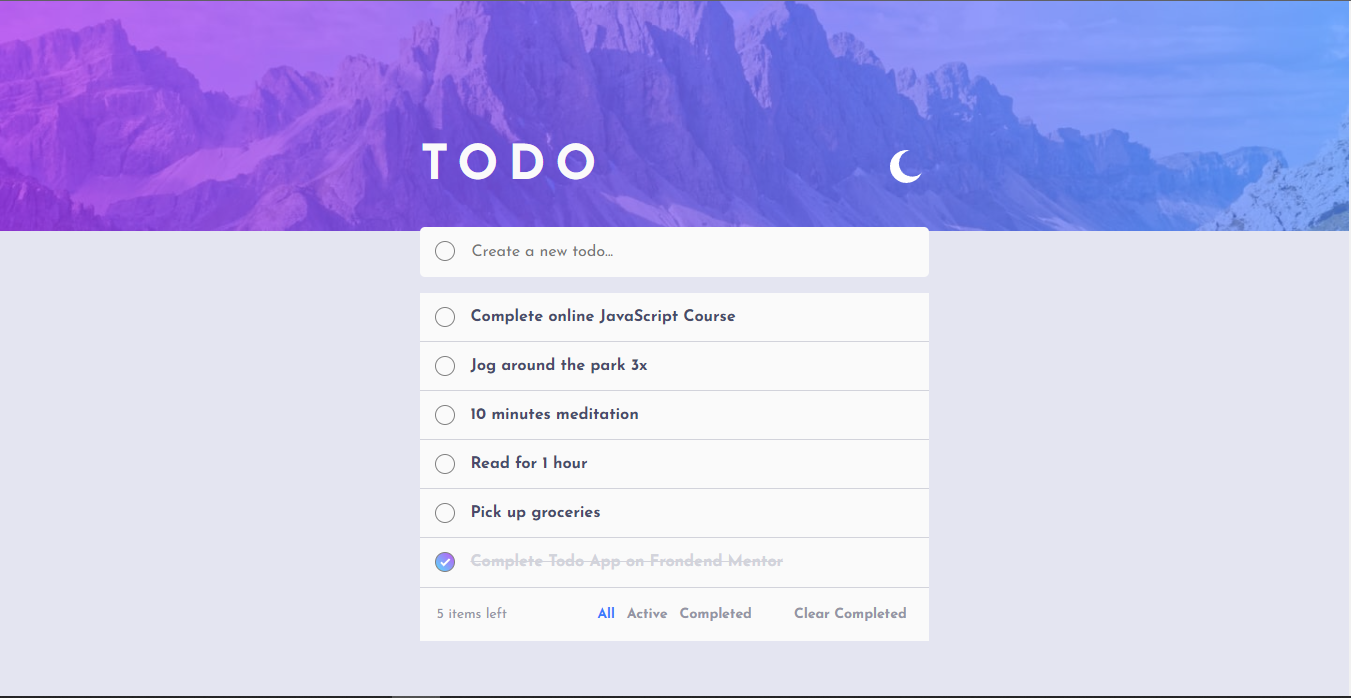 TODO
Create a new todo...
Complete online JavaScript Course
Jog around the park 3x
10 minutes meditation
Read for 1 hour
Pick up groceries
Complete Todo App on Frondend Mentor
5 items left All Active Completed Clear Completed